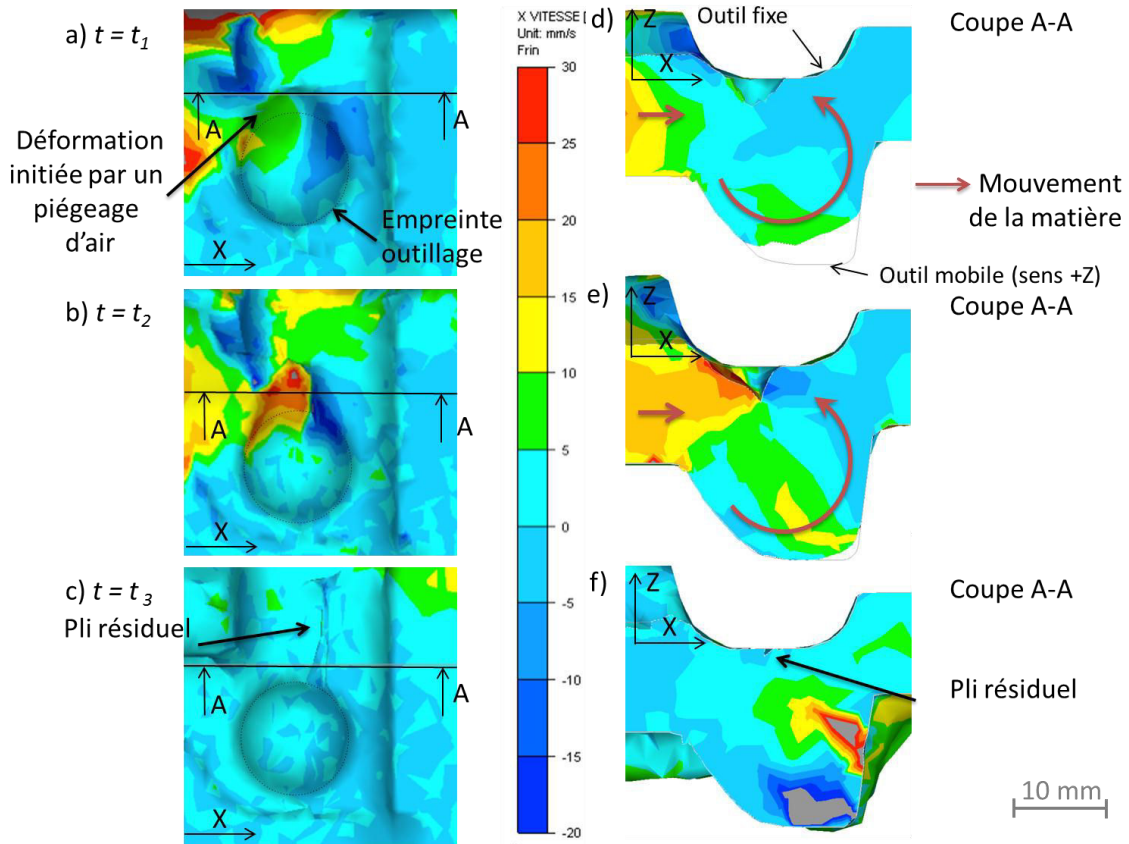 a) t = t1
A
A
Déformation
initiée par un
piégeage
d'air
Empreinte
outillage
X
b) t = t2
A
A
X
c) t = t3
Pli résiduel
A
A
X
X VITESSE [
Unit: mm/s
Frin
30
25
20
15
10
5
0
-5
-10
-15
-20
d)
Z
X
Outil fixe
Coupe A-A
Mouvement
de la matière
Outil mobile (sens +Z)
e)
Z
X
Coupe A-A
f)
Z
X
Coupe A-A
Pli résiduel
10 mm